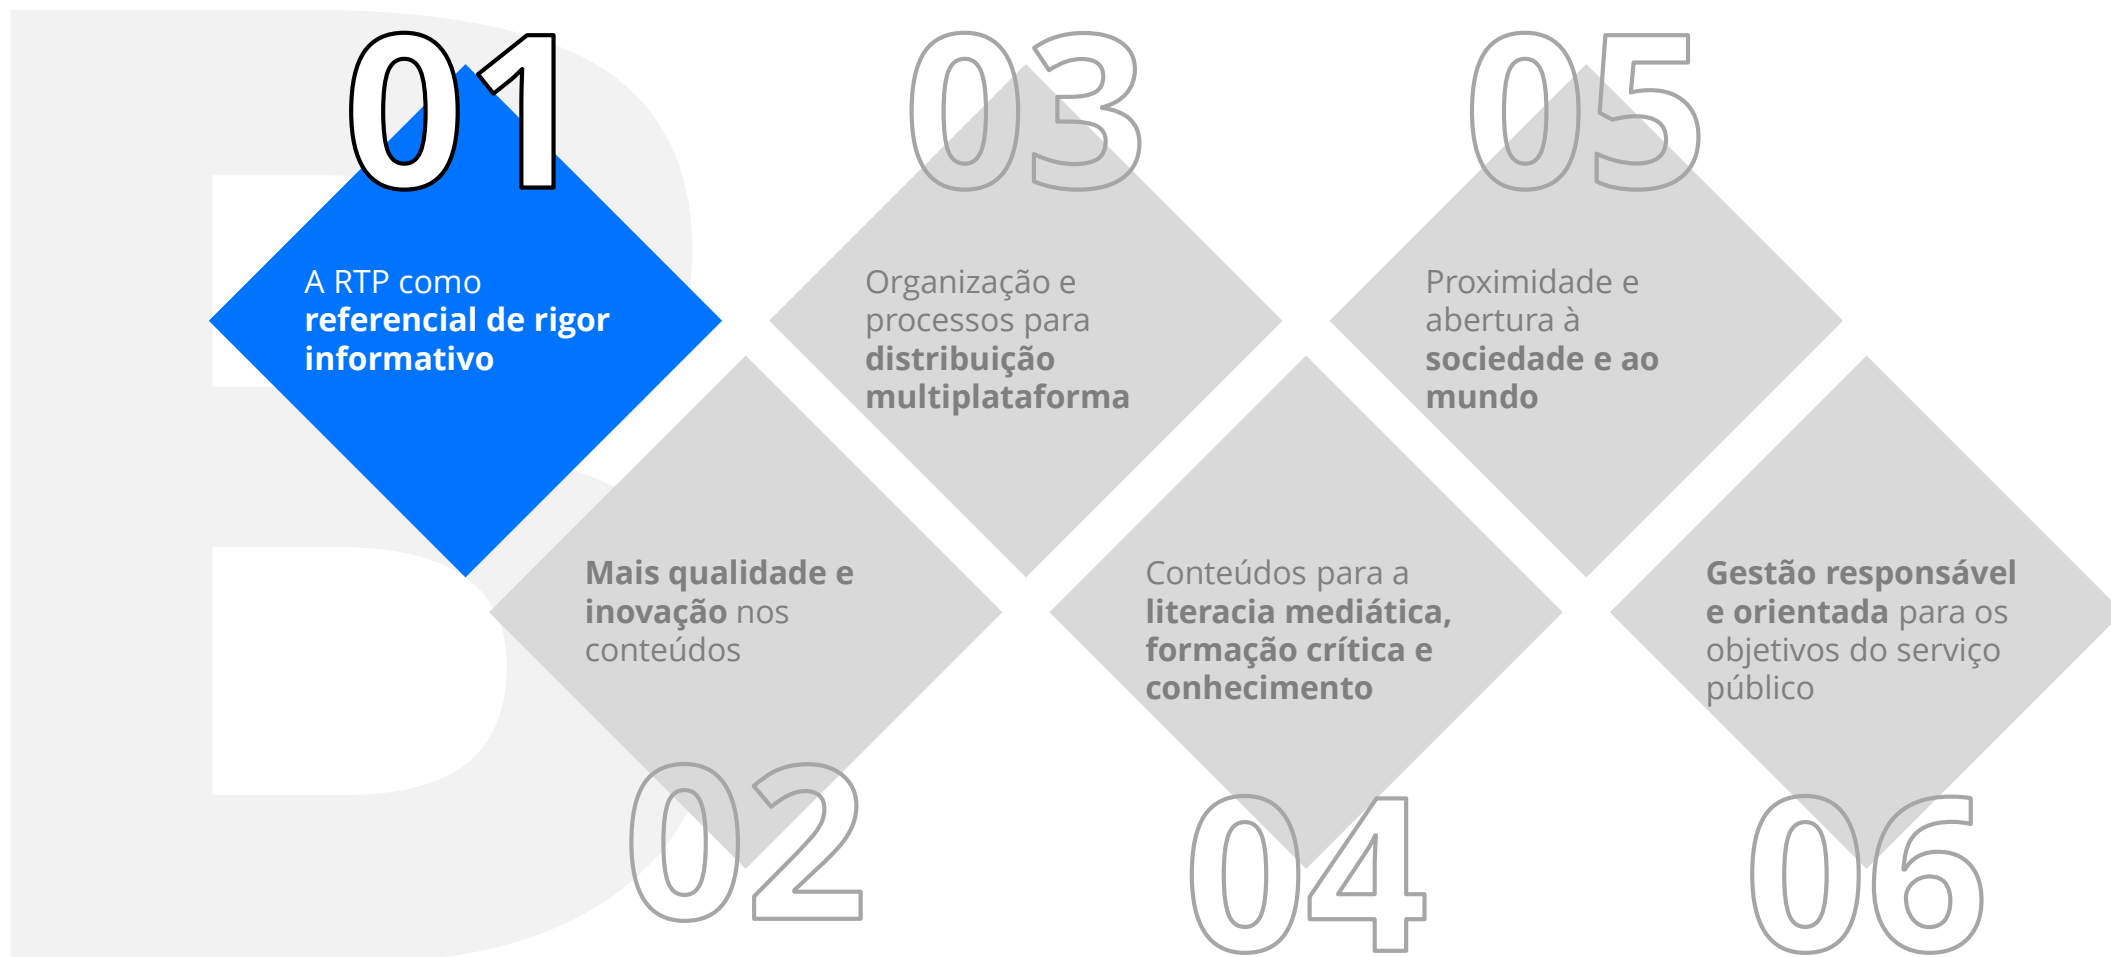 01
A RTP como
referencial de rigor
informativo
Mais qualidade e
inovação nos
conteúdos
02
03
Organização e
processos para
distribuição
multiplataforma
Conteúdos para a
literacia mediática,
formação crítica e
conhecimento
04
05
Proximidade e
abertura à
sociedade e ao
mundo
Gestão responsável
e orientada para os
objetivos do serviço
público
06
B